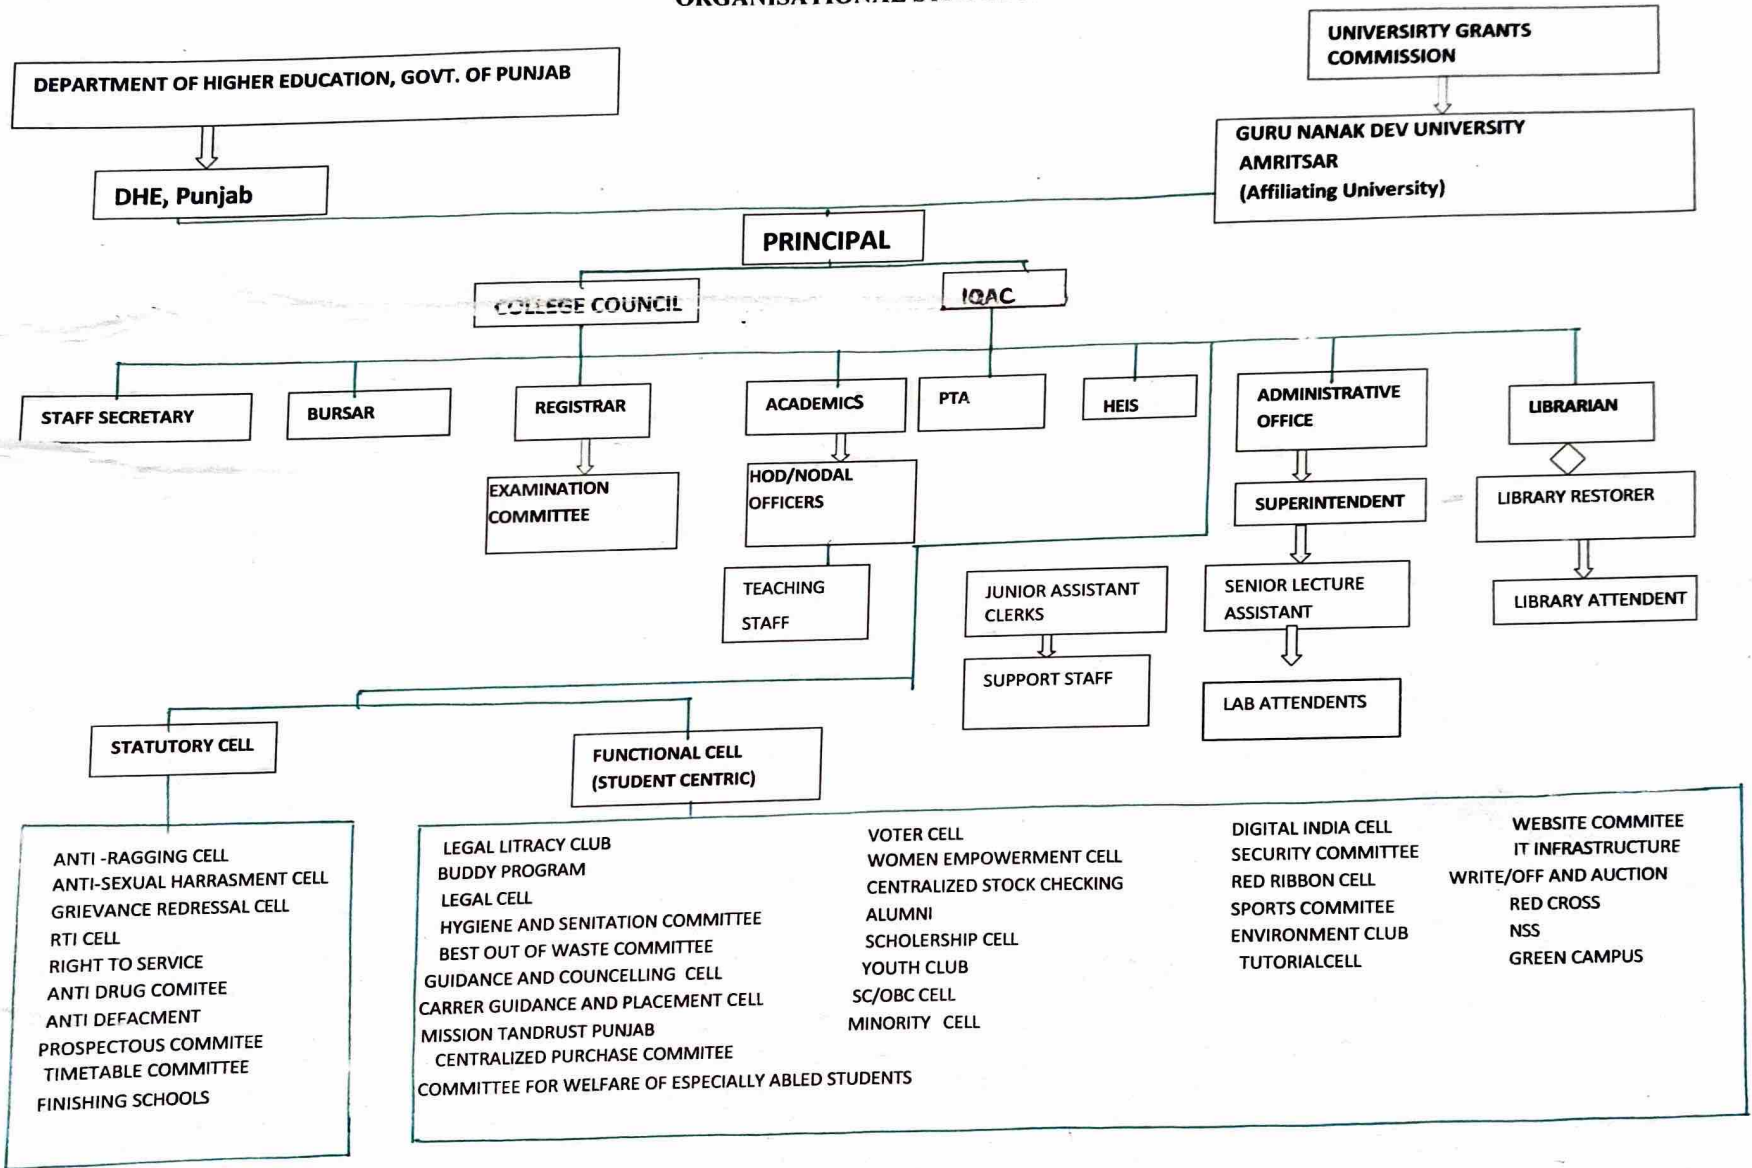 UNIVERSIRTY GRANTS
COMMISSION
DEPARTMENT OF HIGHER EDUCATION, GOVT. OF PUNJAB
GURU NANAK DEV UNIVERSITY
AMRITSAR
(Affiliating University)
DHE, Punjab
PRINCIPAL
COLLEGE COUNCIL
IQAC
STAFF SECRETARY
BURSAR
REGISTRAR
ACADEMICS
PTA
HEIS
ADMINISTRATIVE
OFFICE
LIBRARIAN
EXAMINATION
COMMITTEE
HOD/NODAL
OFFICERS
SUPERINTENDENT
LIBRARY RESTORER
TEACHING
STAFF
JUNIOR ASSISTANT
CLERKS
SENIOR LECTURE
ASSISTANT
LIBRARY ATTENDENT
SUPPORT STAFF
LAB ATTENDENTS
STATUTORY CELL
FUNCTIONAL CELL
(STUDENT CENTRIC)
ANTI -RAGGING CELL
ANTI-SEXUAL HARRASMENT CELL
GRIEVANCE REDRESSAL CELL
RTI CELL
RIGHT TO SERVICE
ANTI DRUG COMITEE
ANTI DEFACMENT
PROSPECTOUS COMMITEE
TIMETABLE COMMITTEE
FINISHING SCHOOLS
LEGAL LITRACY CLUB
BUDDY PROGRAM
LEGAL CELL
HYGIENE AND SENITATION COMMITTEE
BEST OUT OF WASTE COMMITTEE
GUIDANCE AND COUNCELLING CELL
CARRER GUIDANCE AND PLACEMENT CELL
MISSION TANDRUST PUNJAB
CENTRALIZED PURCHASE COMMITEE
COMMITTEE FOR WELFARE OF ESPECIALLY ABLED STUDENTS
VOTER CELL
WOMEN EMPOWERMENT CELL
CENTRALIZED STOCK CHECKING
ALUMNI
SCHOLERSHIP CELL
YOUTH CLUB
SC/OBC CELL
MINORITY CELL
DIGITAL INDIA CELL
SECURITY COMMITTEE
RED RIBBON CELL
SPORTS COMMITEE
ENVIRONMENT CLUB
TUTORIALCELL
WEBSITE COMMITEE
IT INFRASTRUCTURE
WRITE/OFF AND AUCTION
RED CROSS
NSS
GREEN CAMPUS